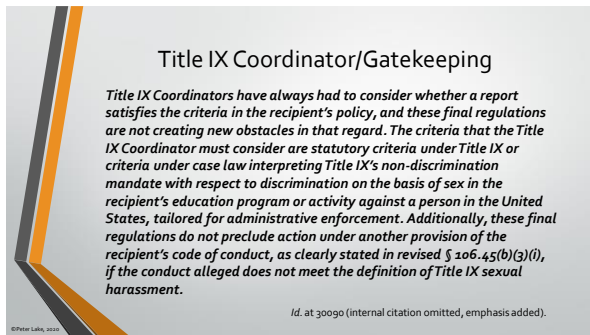 Title IX Coordinator/Gatekeeping
Title IX Coordinators have always had to consider whether a report
satisfies the criteria in the recipient's policy, and these final regulations
are not creating new obstacles in that regard. The criteria that the Title
IX Coordinator must consider are statutory criteria under Title IX or
criteria under case law interpreting Title IX's non-discrimination
mandate with respect to discrimination on the basis of sex in the
recipient's education program or activity against a person in the United
States, tailored for administrative enforcement. Additionally, these final
regulations do not preclude action under another provision of the
recipient's code of conduct, as clearly stated in revised § 106.45(b)(3)(i),
if the conduct alleged does not meet the definition of Title IX sexual
harassment.
Id. at 30090 (internal citation omitted, emphasis added).
©Peter Lake, 2020